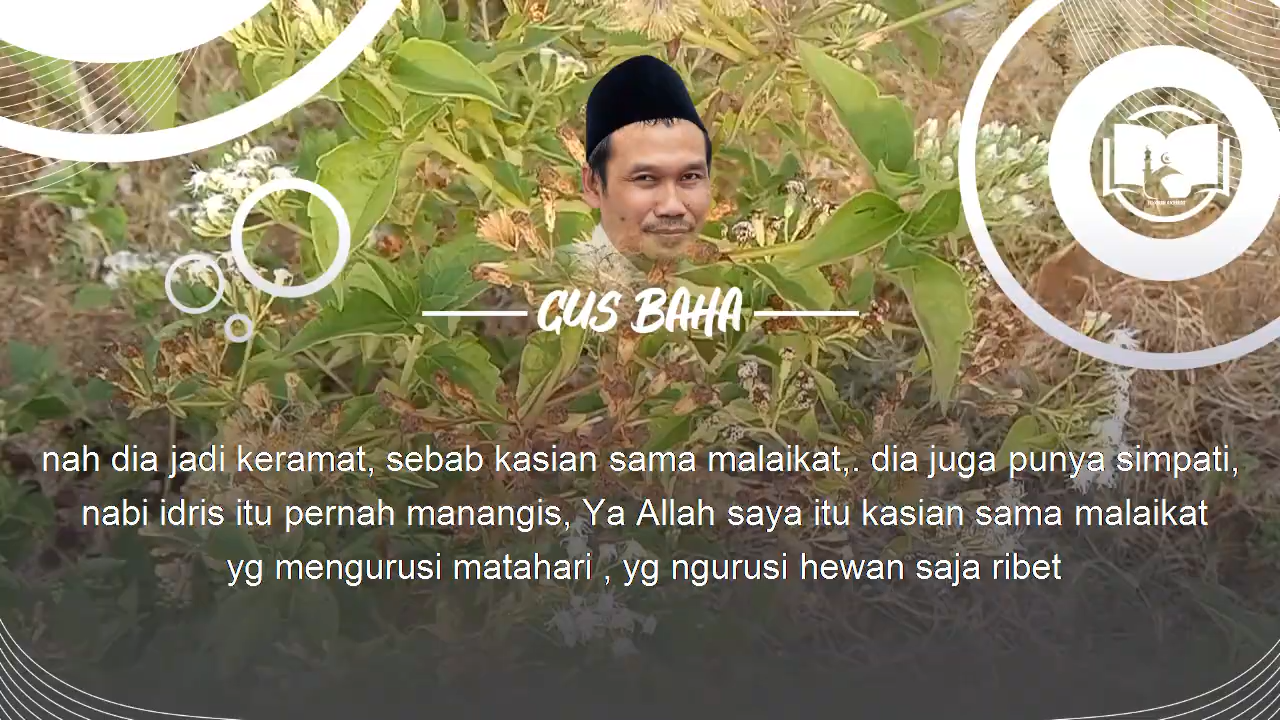 GUS BAHA
nah dia jadi keramat, sebab kasian sama malaikat,. dia juga punya simpati,
nabi idris itu pernah manangis, Ya Allah saya itu kasian sama malaikat
yg mengurusi matahari , yg ngurusi hewan saja ribet